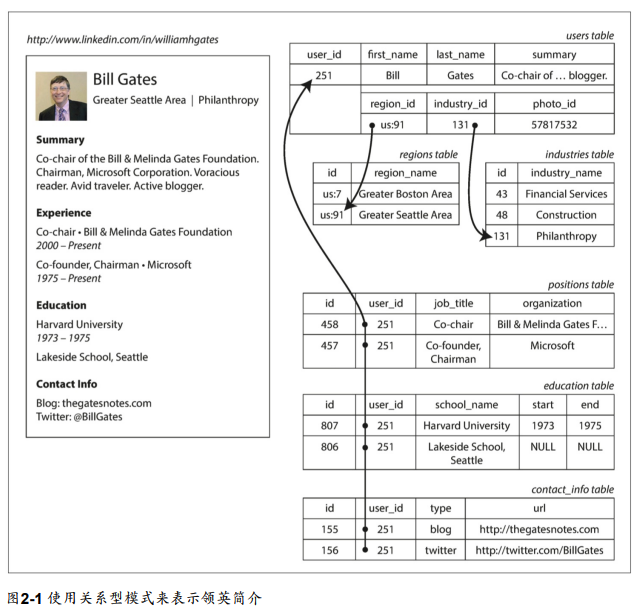 http://www.linkedin.com/in/williamhgates
Bill Gates
Greater Seattle Area | Philanthropy
Summary
Co-chair of the Bill & Melinda Gates Foundation.
Chairman, Microsoft Corporation. Voracious
reader. Avid traveler. Active blogger.
Experience
Co-chair • Bill & Melinda Gates Foundation
2000 – Present
Co-founder, Chairman • Microsoft
1975 – Present
Education
Harvard University
1973 – 1975
Lakeside School, Seattle
Contact Info
Blog: thegatesnotes.com
Twitter: @BillGates
users table
user_id first_name last_name summary
251 Bill Gates Co-chair of … blogger.
region_id industry_id photo_id
us:91 131 57817532
regions table
id region_name
us:7 Greater Boston Area
us:91 Greater Seattle Area
industries table
id industry_name
43 Financial Services
48 Construction
131 Philanthropy
positions table
id user_id job_title organization
458 251 Co-chair Bill & Melinda Gates F…
457 251 Co-founder, Microsoft
Chairman
education table
id user_id school_name start end
807 251 Harvard University 1973 1975
806 251 Lakeside School, NULL NULL
Seattle
contact_info table
id user_id type url
155 251 blog http://thegatesnotes.com
156 251 twitter http://twitter.com/BillGates
图2-1 使用关系型模式来表示领英简介